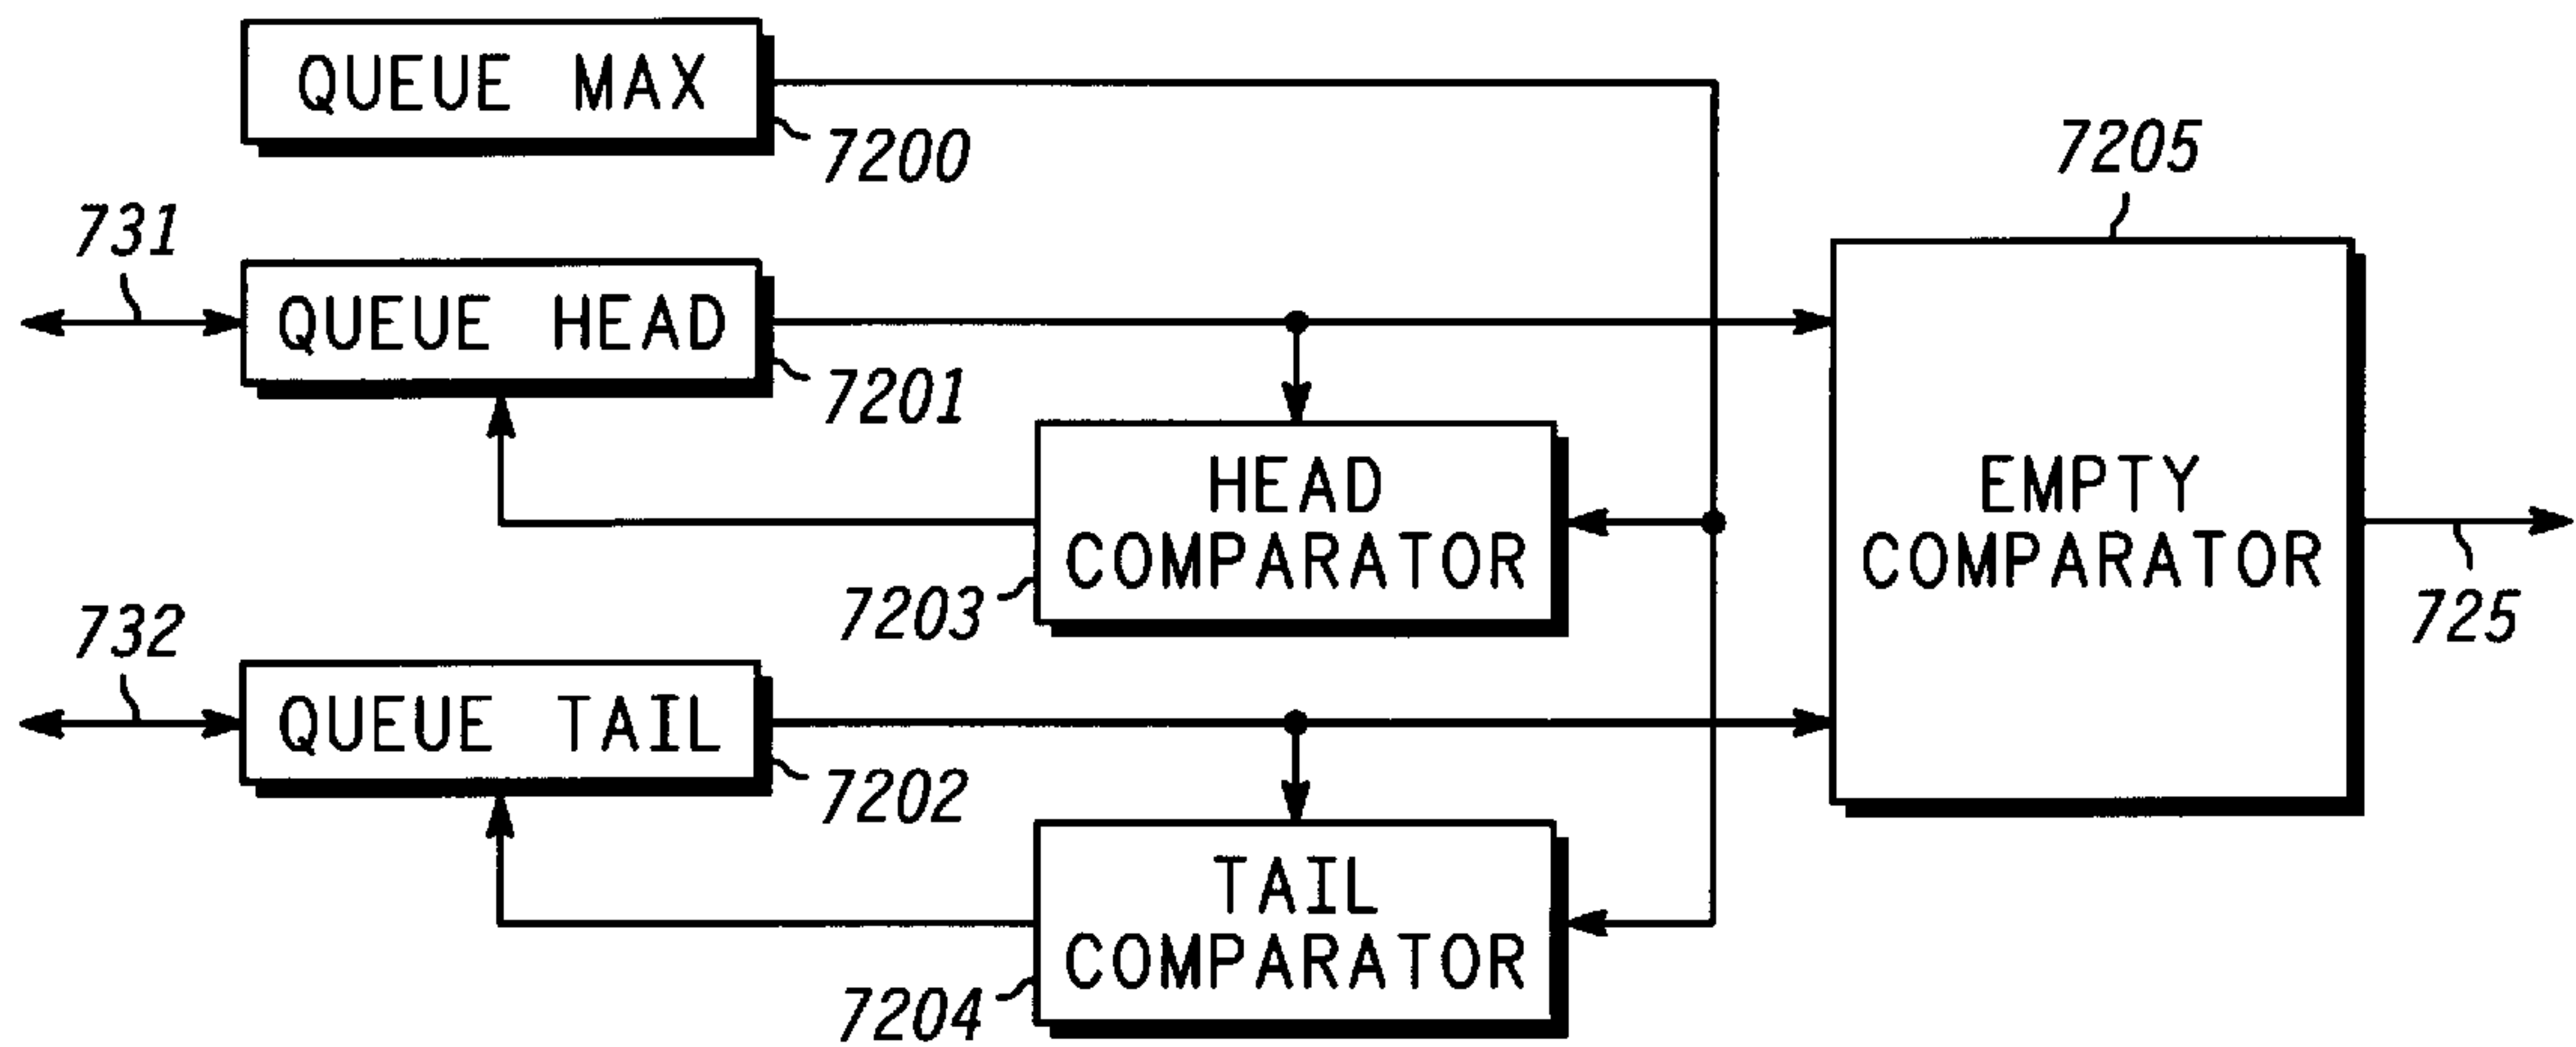 QUEUE MAX
7200
7205
731
QUEUE HEAD
7201
HEAD
COMPARATOR
7203
EMPTY
COMPARATOR
725
732
QUEUE TAIL
7202
TAIL
COMPARATOR
7204